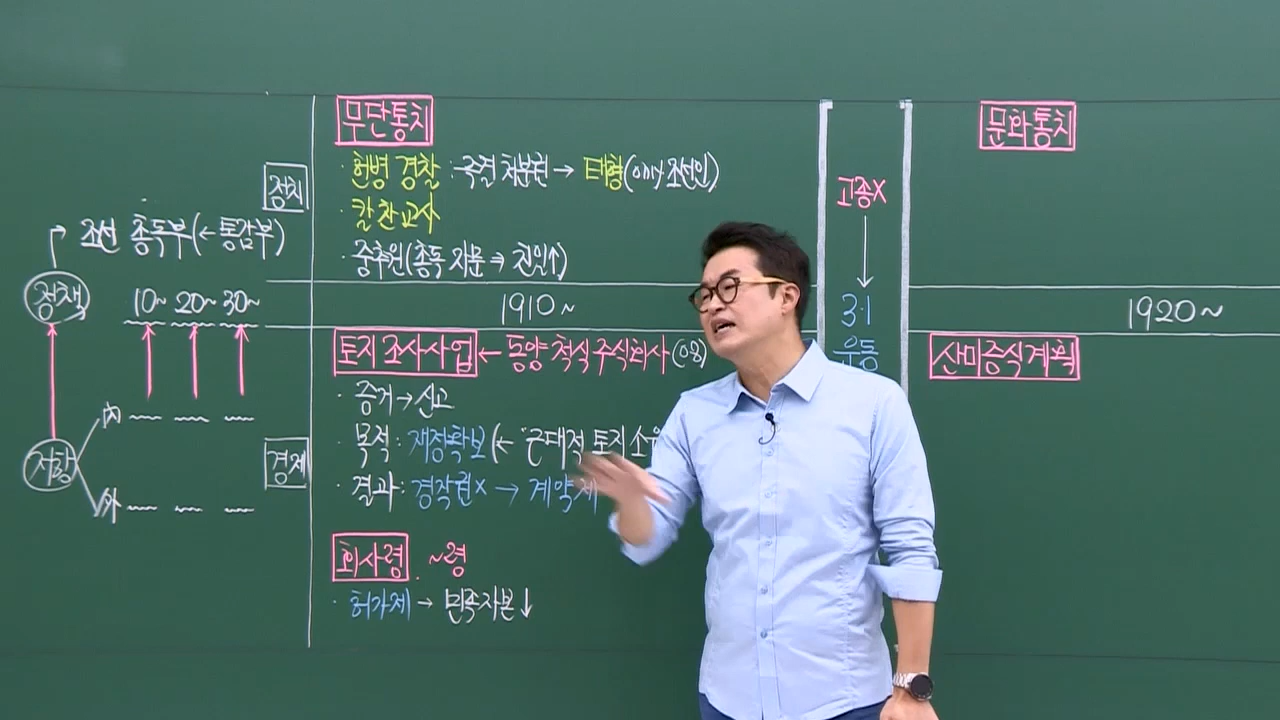 조선 총독부(←통감부)
정책
10~ 20~ 30~
內
저항
外
정치
경제
무단통치
· 헌병 경찰 : 즉결 처분권 → 태형(only 조선인)
· 칼 찬 교사
· 중추원(총독 자문 ⇒ 친일↑)
1910~
토지 조사 사업 ← 동양 척식 주식회사(08)
· 증거 → 신고
· 목적 : 재정확보(← 근대적 토지 소유
· 결과 : 경작권× → 계약제
회사령 ~령
· 허가제 → 민족자본↓
고종×
↓
3·1
운동
문화통치
1920~
산미증식계획